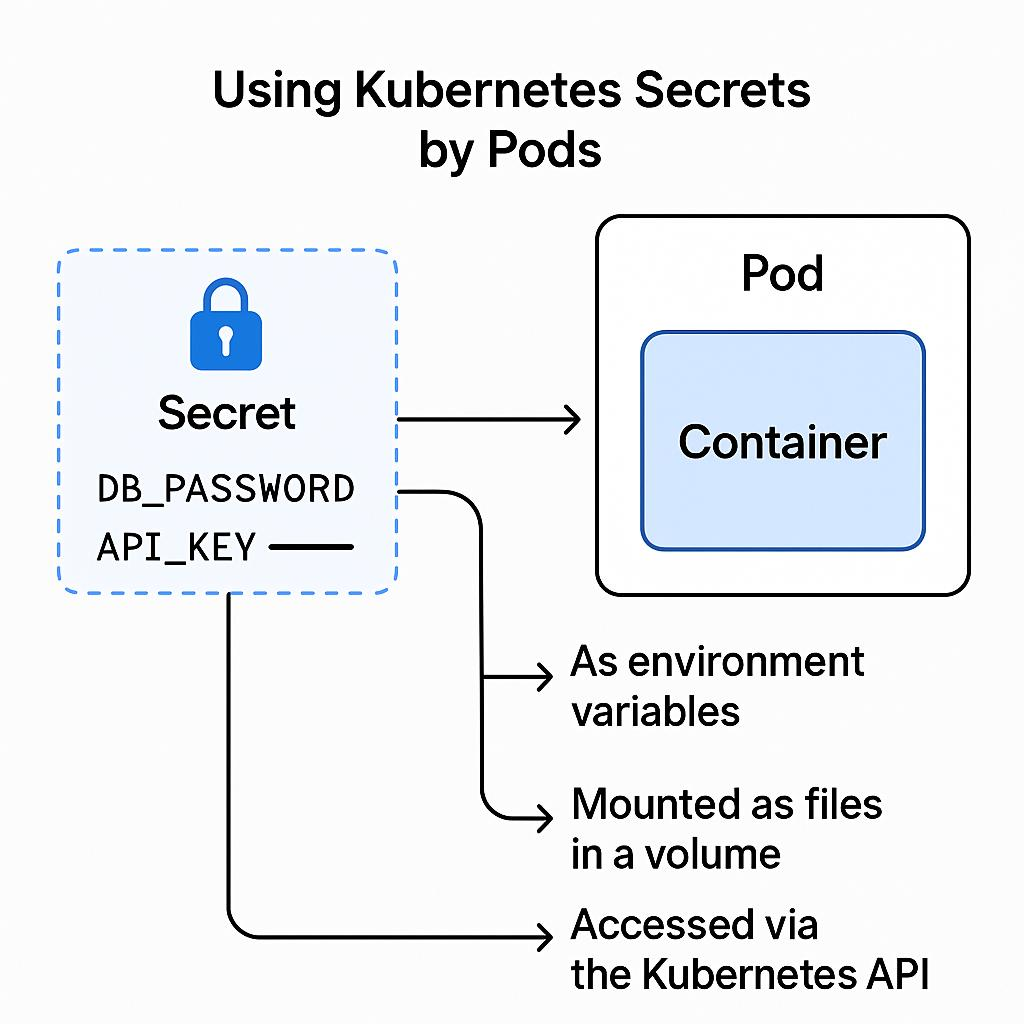 Using Kubernetes Secrets
by Pods
Secret
DB_PASSWORD
API_KEY
Pod
Container
As environment
variables
Mounted as files
in a volume
Accessed via
the Kubernetes API